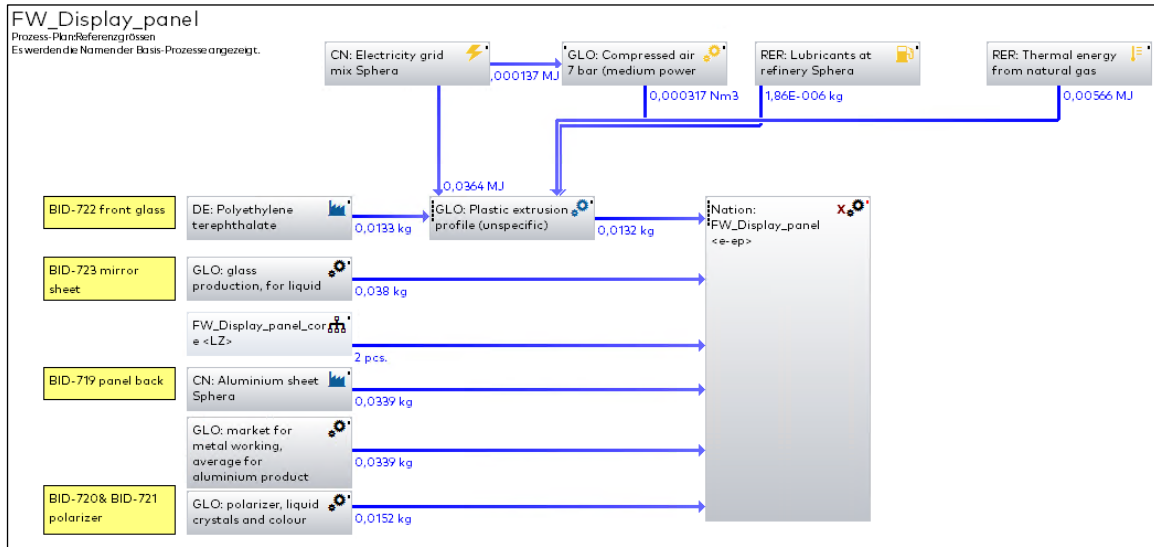 FW_Display_panel
Prozess-Plan:Referenzgrössen
Es werden die Namen der Basis-Prozesse angezeigt.
CN: Electricity grid
mix Sphera
GLO: Compressed air
7 bar (medium power
RER: Lubricants at
refinery Sphera
RER: Thermal energy
from natural gas
,000137 MJ
0,000317 Nm3
1,86E-006 kg
0,00566 MJ
0,0364 MJ
BID-722 front glass
DE: Polyethylene
terephthalate
0,0133 kg
GLO: Plastic extrusion
profile (unspecific)
0,0132 kg
Nation:
FW_Display_panel
<e-ep>
X
BID-723 mirror
sheet
GLO: glass
production, for liquid
0,038 kg
FW_Display_panel_cor
e <LZ>
2 pcs.
BID-719 panel back
CN: Aluminium sheet
Sphera
0,0339 kg
GLO: market for
metal working,
average for
aluminium product
0,0339 kg
BID-720& BID-721
polarizer
GLO: polarizer, liquid
crystals and colour
0,0152 kg